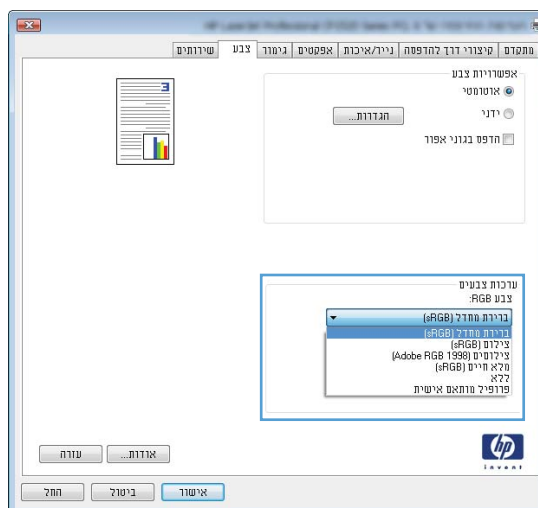 מתקדם קיצורי דרך להדפסה נייר/איכות אפקטים גימור צבע שירותים
אפשרויות צבע
אוטומטי
ידני
הגדרות...
הדפס בגוני אפור
ערכות צבעים
צבע RGB:
ברירת מחדל (sRGB)
ברירת מחדל (sRGB)
צילום (sRGB)
צילומים (Adobe RGB 1998)
מלא חיים (sRGB)
ללא
פרופיל מותאם אישית
hp
invent
אודות... עזרה
אישור ביטול החל